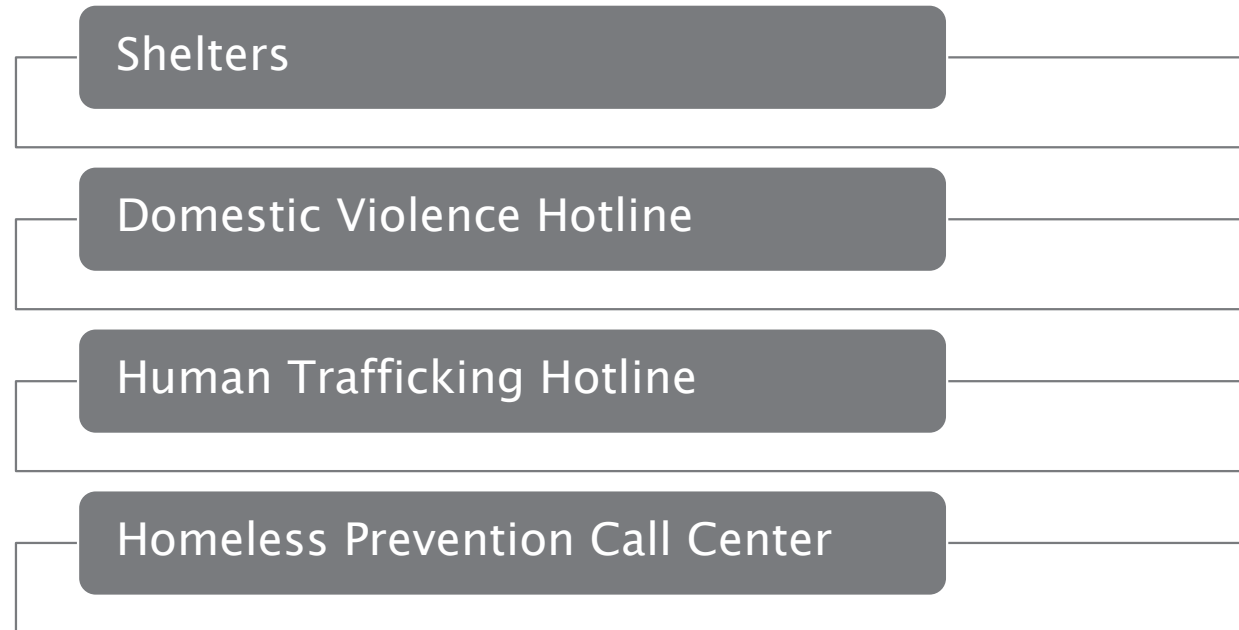 Shelters
Domestic Violence Hotline
Human Trafficking Hotline
Homeless Prevention Call Center